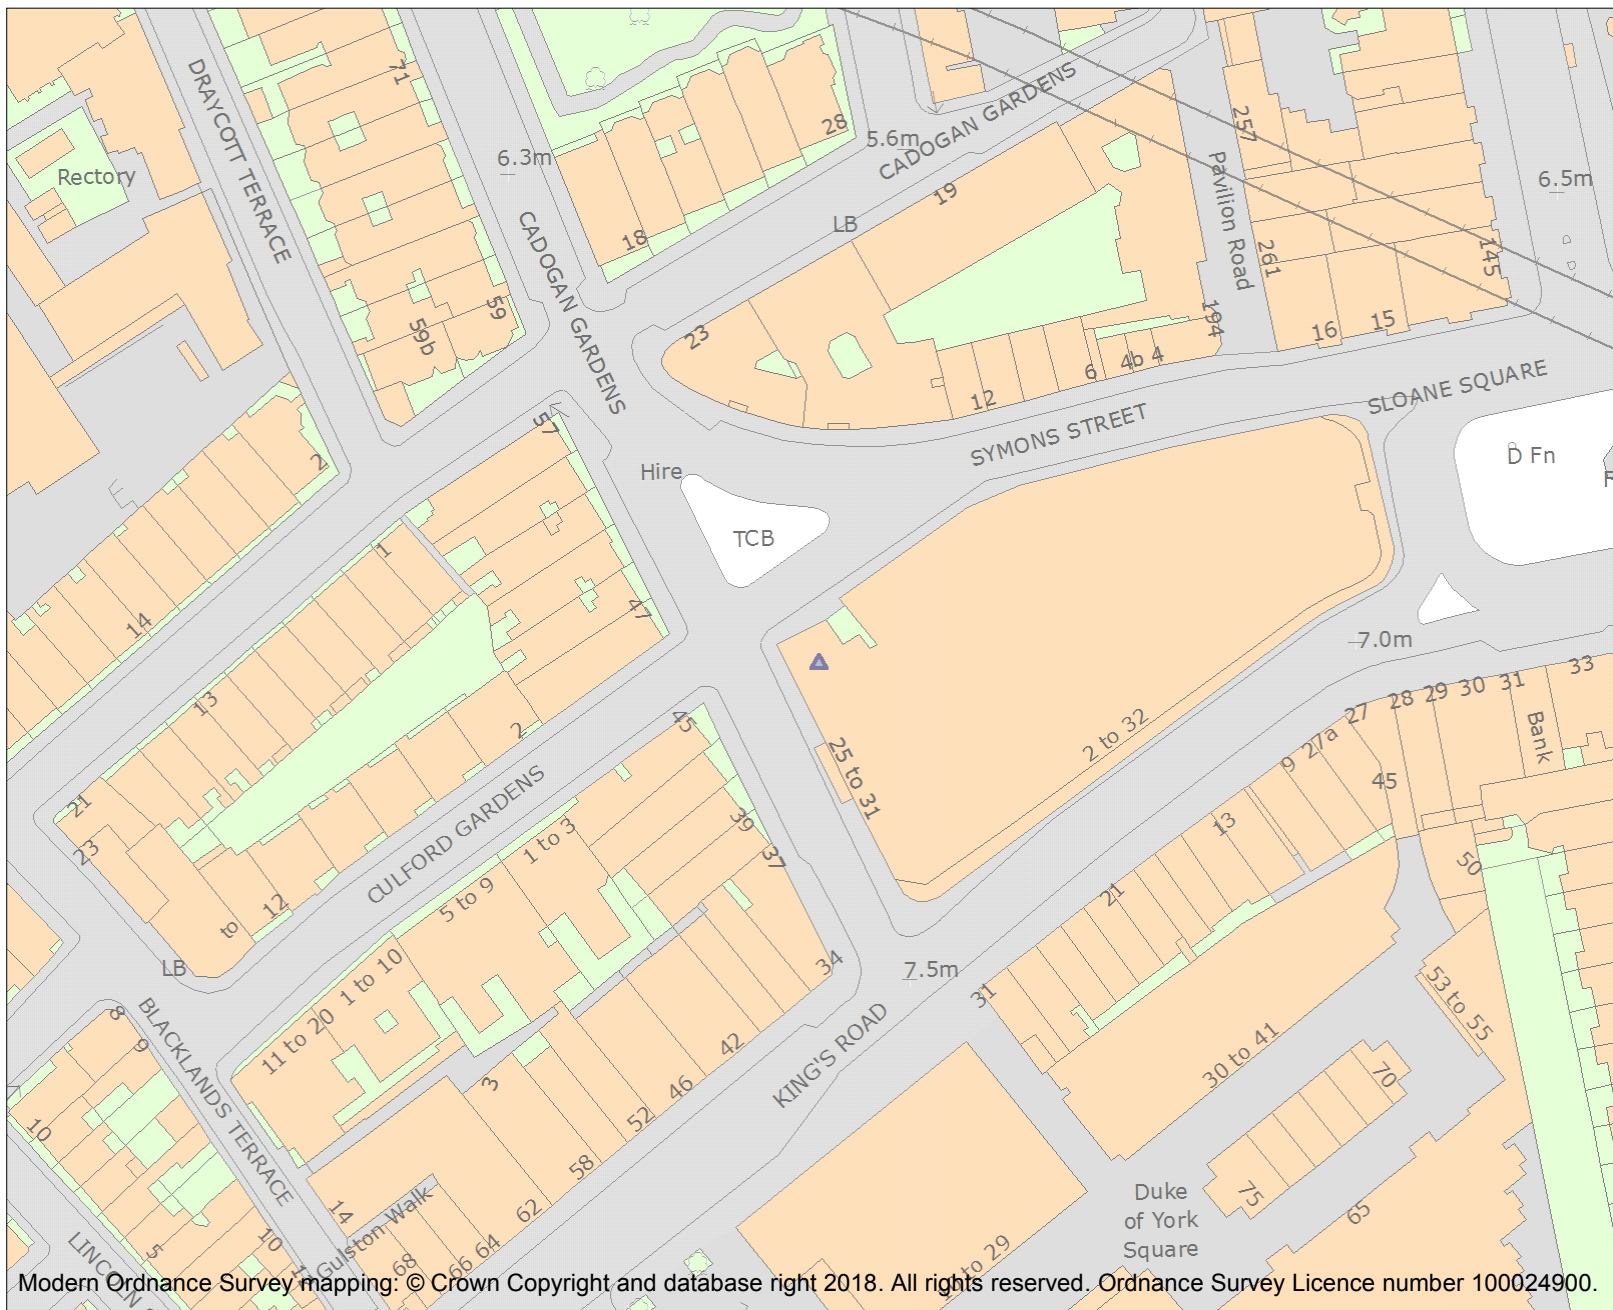 71
DRAYCOTT TERRACE
Rectory
6.3m
28
5.6m
CADOGAN GARDENS
257
Pavilion Road
6.5m
19
LB
18
CADOGAN GARDENS
59
59b
23
261
145
194
16
15
12
6
4b
4
SYMONS STREET
SLOANE SQUARE
D Fn
57
Hire
TCB
2
14
1
13
47
2
21
23
to
12
CULFORD GARDENS
45
39
37
1 to 3
5 to 9
1 to 10
11 to 20
25 to 31
2 to 32
7.0m
33
31
30
29
28
27
27a
9
45
Bank
13
21
50
53 to 55
34
7.5m
31
KING'S ROAD
LB
BLACKLANDS TERRACE
8
9
10
42
46
52
58
62
64
66
68
3
14
Gulston Walk
10
5
30 to 41
70
75
65
Duke
of York
Square
to 29
LINCOLN
Modern Ordnance Survey mapping: © Crown Copyright and database right 2018. All rights reserved. Ordnance Survey Licence number 100024900.